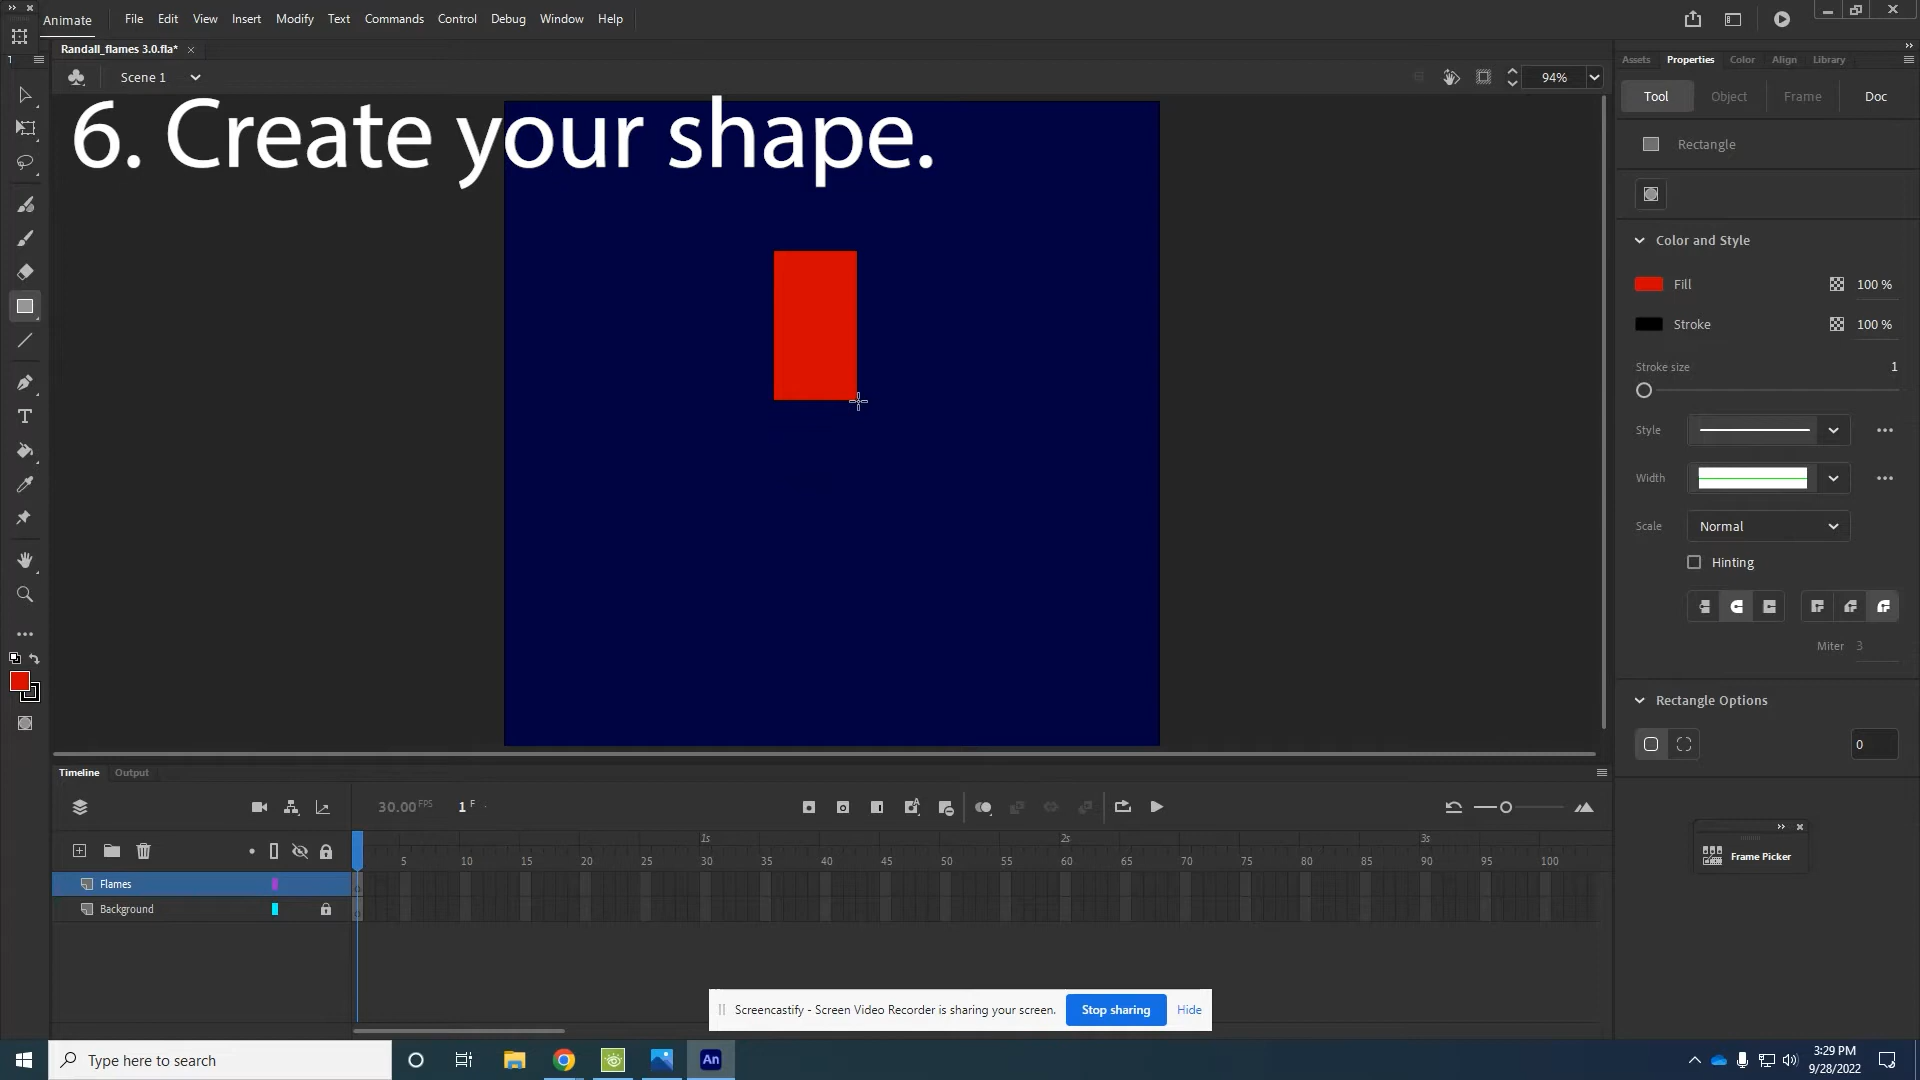 Animate File Edit View Insert Modify Text Commands Control Debug Window Help
Randall_flames 3.0.fla*
Scene 1
94%
6. Create your shape.
Assets Properties Color Align Library
Tool Object Frame Doc
Rectangle
Color and Style
Fill 100 %
Stroke 100 %
Stroke size 1
Style
Width
Scale Normal
Hinting
Miter 3
Rectangle Options
0
Timeline Output
30.00 FPS 1 F
1s 2s 3s
5 10 15 20 25 30 35 40 45 50 55 60 65 70 75 80 85 90 95 100
Flames
Background
Frame Picker
Screencastify - Screen Video Recorder is sharing your screen. Stop sharing Hide
Type here to search
An
3:29 PM
9/28/2022